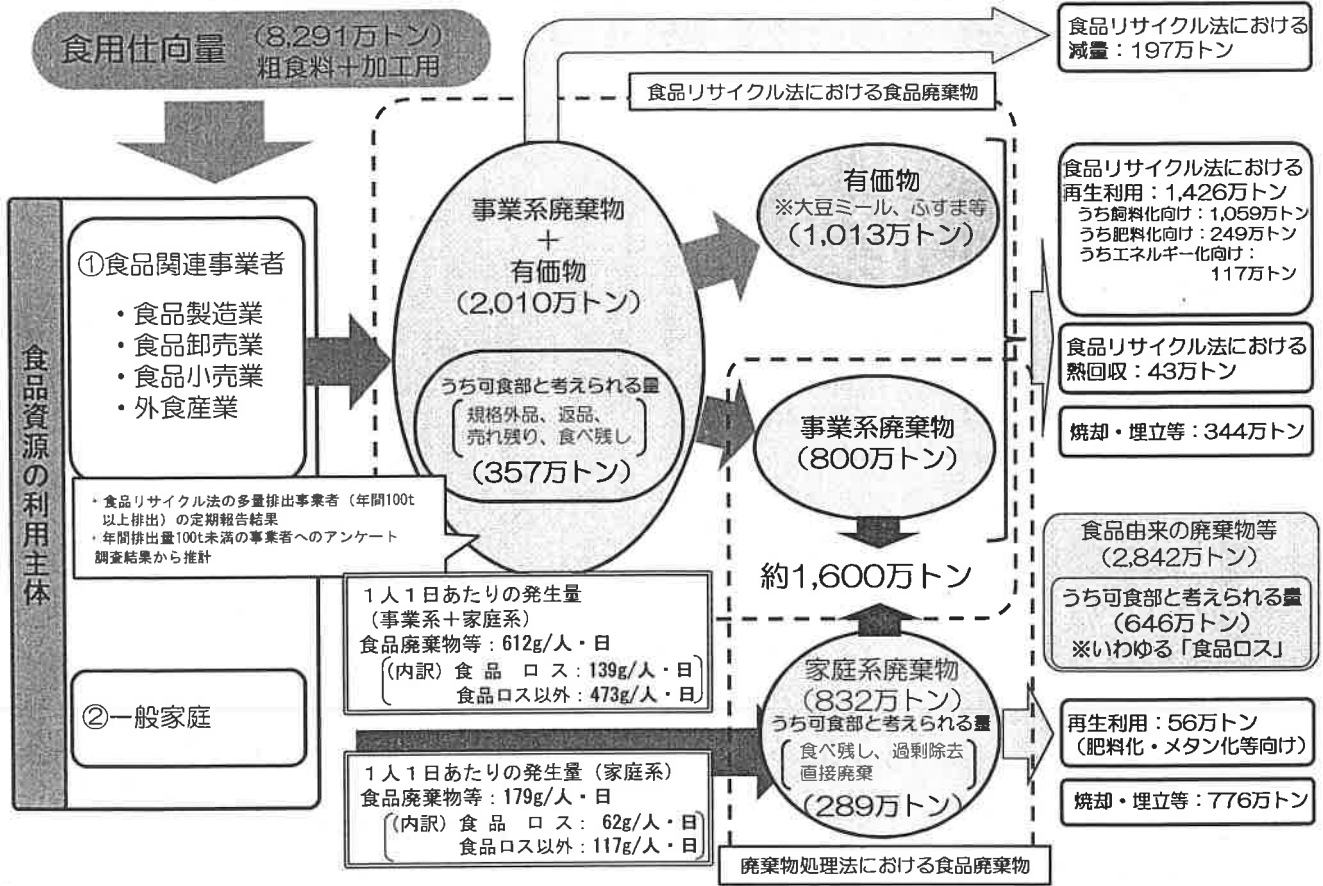 食用仕向量 (8,291万トン)
粗食料+加工用
食品資源の利用主体
①食品関連事業者
・食品製造業
・食品卸売業
・食品小売業
・外食産業
・食品リサイクル法の多量排出事業者(年間100t
以上排出)の定期報告結果
・年間排出量100t未満の事業者へのアンケート
調査結果から推計
②一般家庭
食品リサイクル法における食品廃棄物
事業系廃棄物
+
有価物
(2,010万トン)
うち可食部と考えられる量
規格外品、返品、
売れ残り、食べ残し
(357万トン)
有価物
※大豆ミール、ふすま等
(1,013万トン)
事業系廃棄物
(800万トン)
約1,600万トン
1人1日あたりの発生量
(事業系+家庭系)
食品廃棄物等:612g/人・日
(内訳)食品ロス:139g/人・日
食品ロス以外:473g/人・日
1人1日あたりの発生量(家庭系)
食品廃棄物等:179g/人・日
(内訳)食品ロス:62g/人・日
食品ロス以外:117g/人・日
家庭系廃棄物
(832万トン)
うち可食部と考えられる量
食べ残し、過剰除去
直接廃棄
(289万トン)
廃棄物処理法における食品廃棄物
食品リサイクル法における
減量:197万トン
食品リサイクル法における
再生利用:1,426万トン
うち飼料化向け:1,059万トン
うち肥料化向け:249万トン
うちエネルギー化向け:
117万トン
食品リサイクル法における
熱回収:43万トン
焼却・埋立等:344万トン
食品由来の廃棄物等
(2,842万トン)
うち可食部と考えられる量
(646万トン)
※いわゆる「食品ロス」
再生利用:56万トン
(肥料化・メタン化等向け)
焼却・埋立等:776万トン